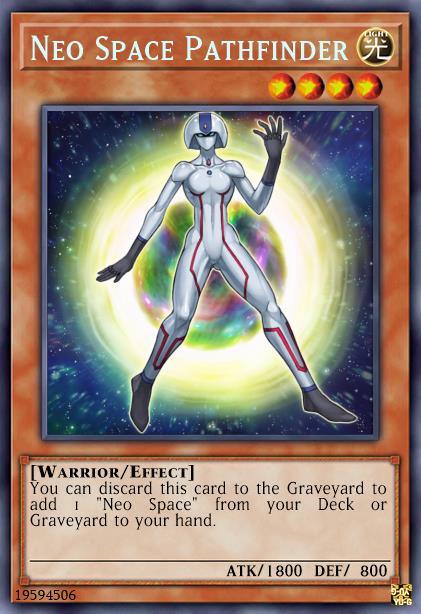 NEO SPACE PATHFINDER
LIGHT
光
[WARRIOR/EFFECT]
You can discard this card to the Graveyard to
add 1 "Neo Space" from your Deck or
Graveyard to your hand.
ATK/1800 DEF/ 800
19594506